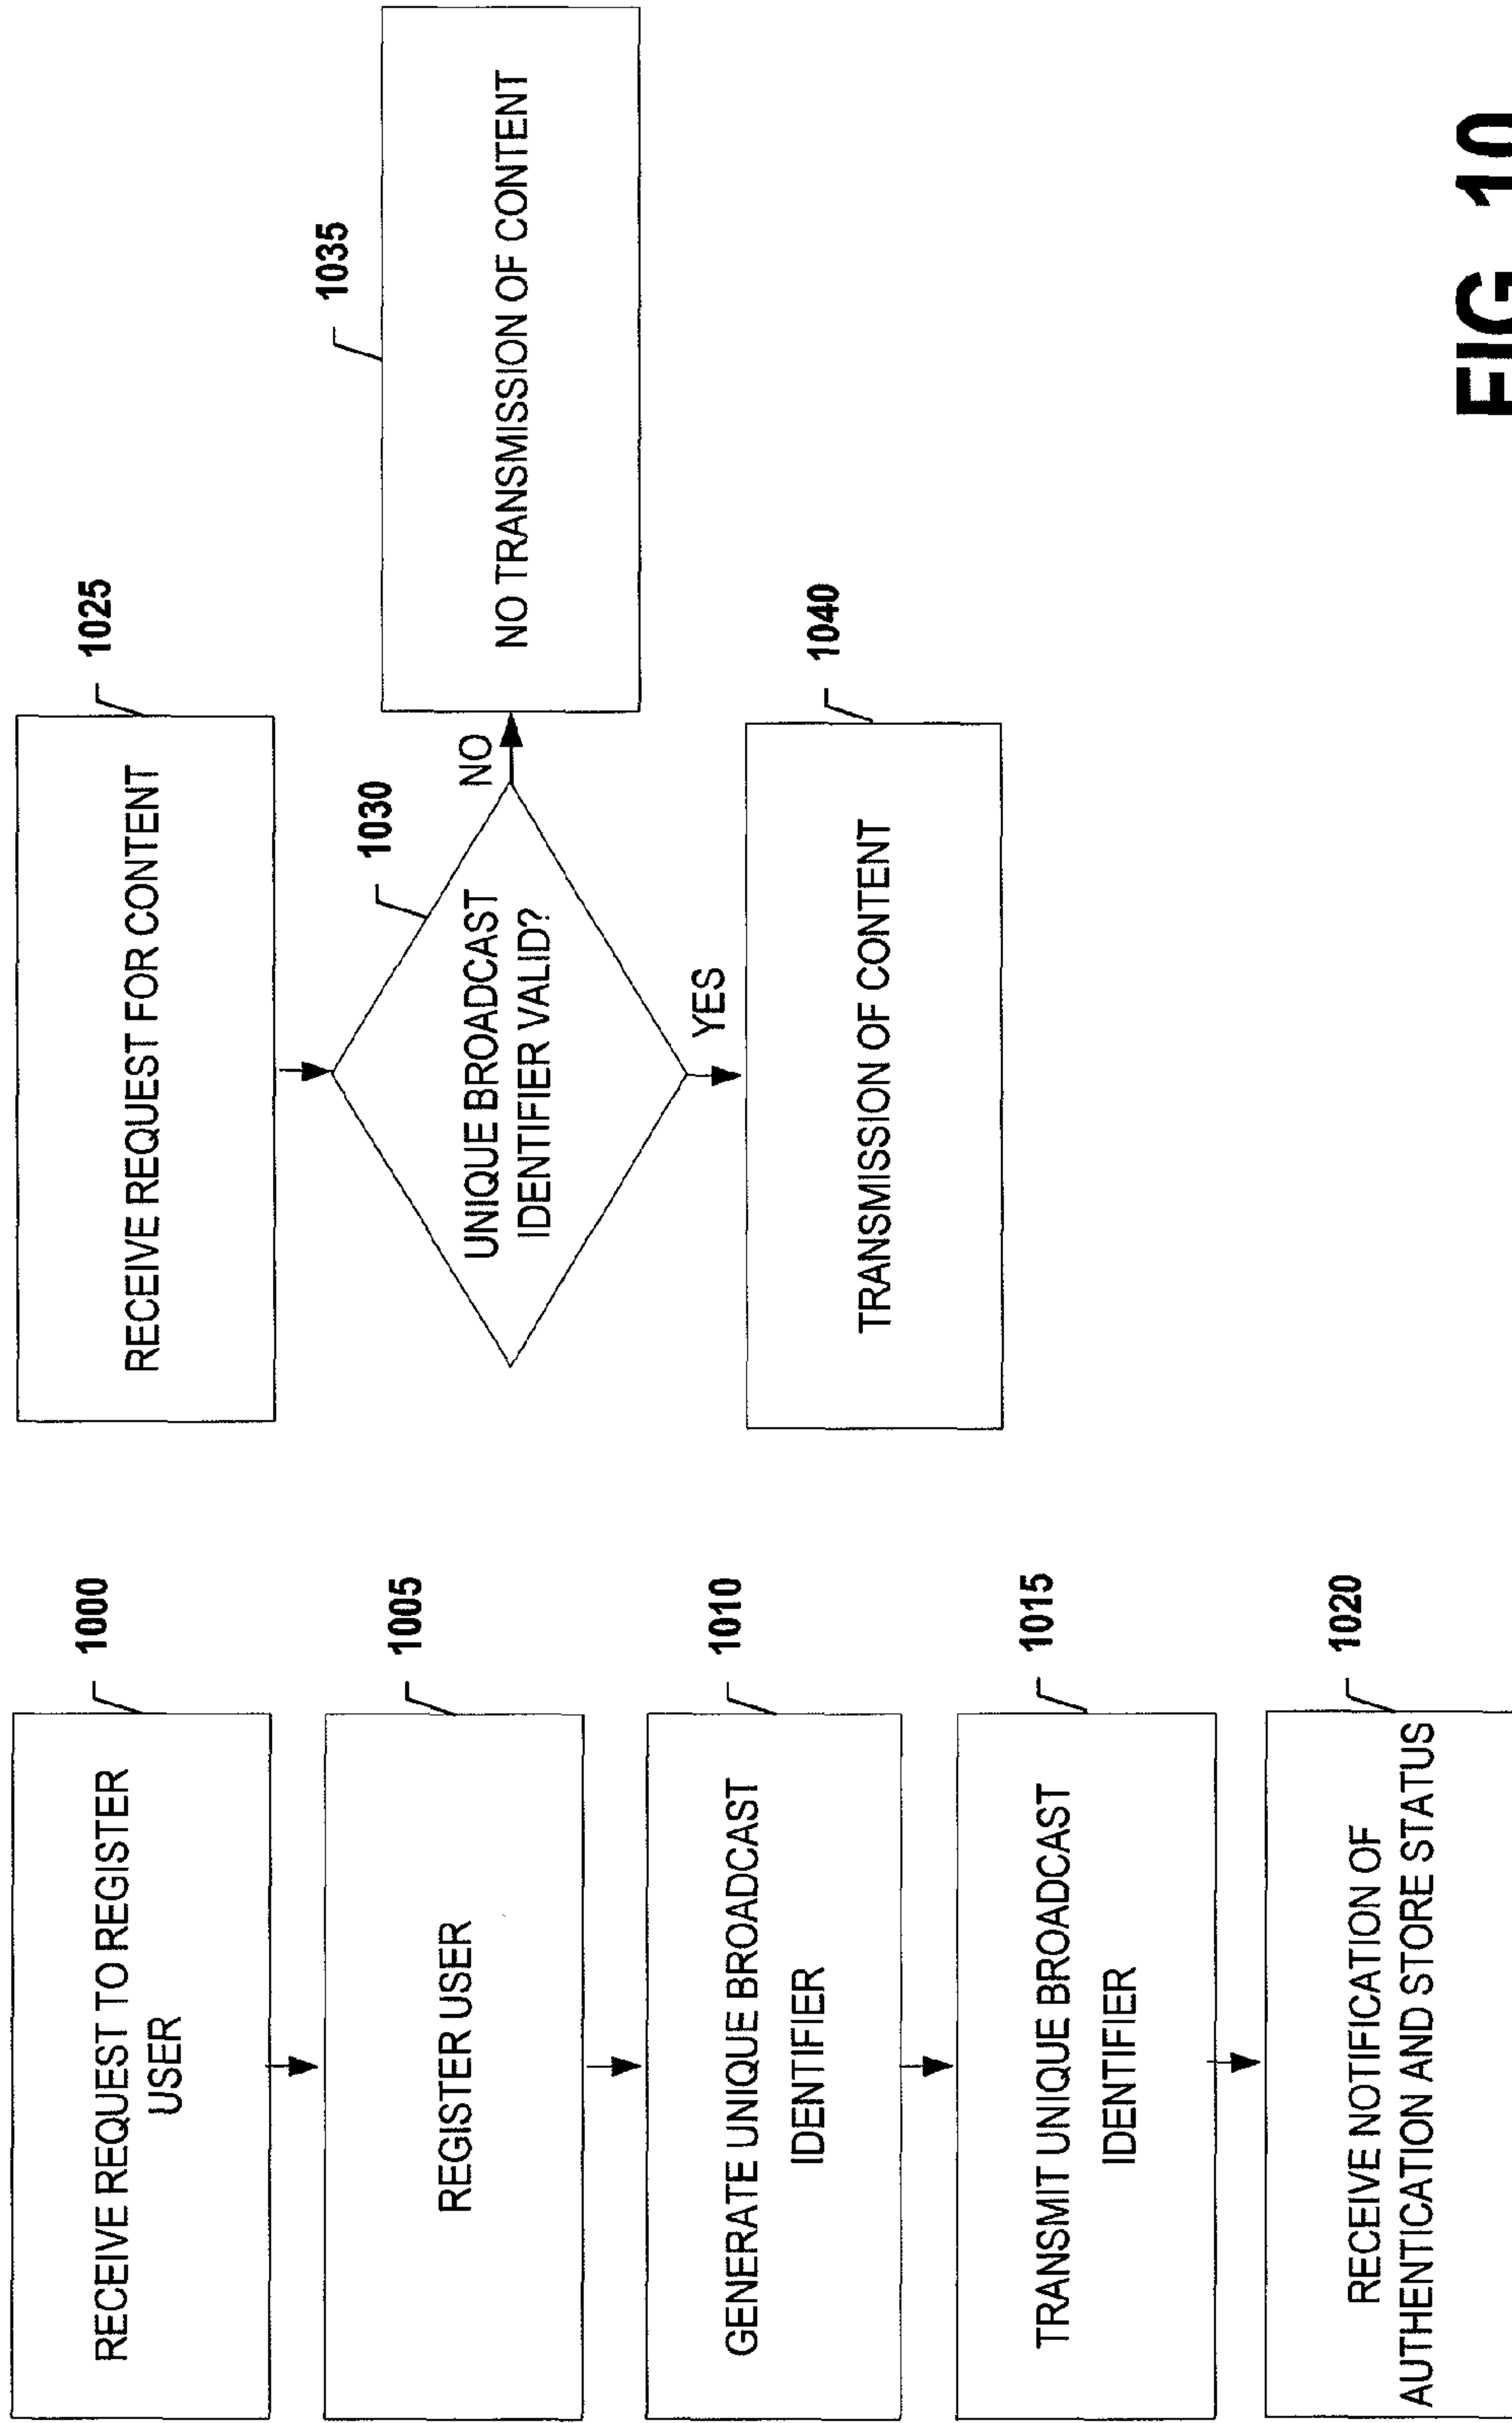 1000
RECEIVE REQUEST TO REGISTER
USER
1005
REGISTER USER
1010
GENERATE UNIQUE BROADCAST
IDENTIFIER
1015
TRANSMIT UNIQUE BROADCAST
IDENTIFIER
1020
RECEIVE NOTIFICATION OF
AUTHENTICATION AND STORE STATUS
1025
RECEIVE REQUEST FOR CONTENT
1030
UNIQUE BROADCAST
IDENTIFIER VALID?
NO
1035
NO TRANSMISSION OF CONTENT
YES
1040
TRANSMISSION OF CONTENT
FIG. 10